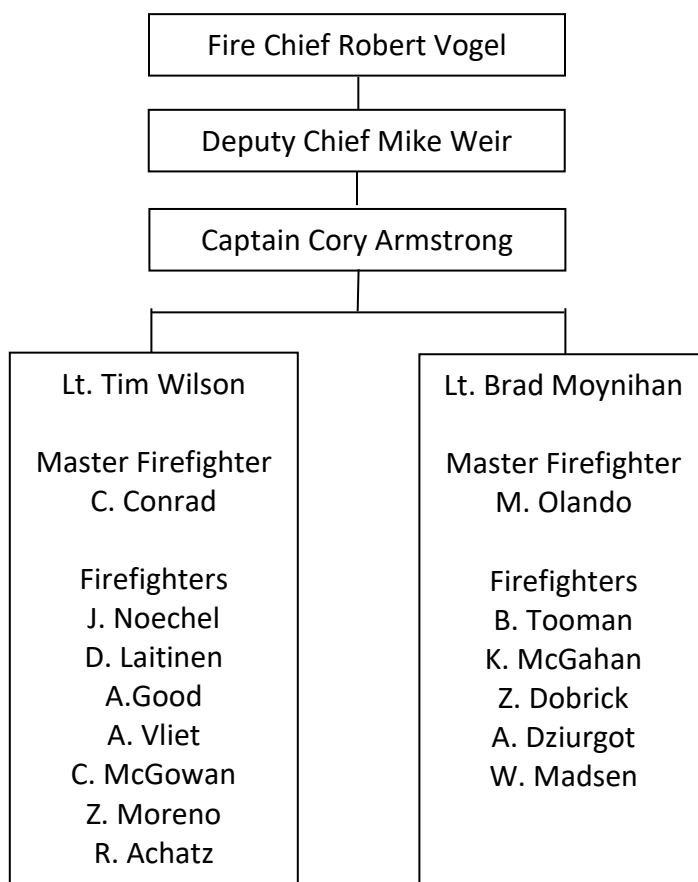 Fire Chief Robert Vogel
Deputy Chief Mike Weir
Captain Cory Armstrong
Lt. Tim Wilson
Master Firefighter
C. Conrad
Firefighters
J. Noechel
D. Laitinen
A.Good
A. Vliet
C. McGowan
Z. Moreno
R. Achatz
Lt. Brad Moynihan
Master Firefighter
M. Olando
Firefighters
B. Tooman
K. McGahan
Z. Dobrick
A. Dziurgot
W. Madsen